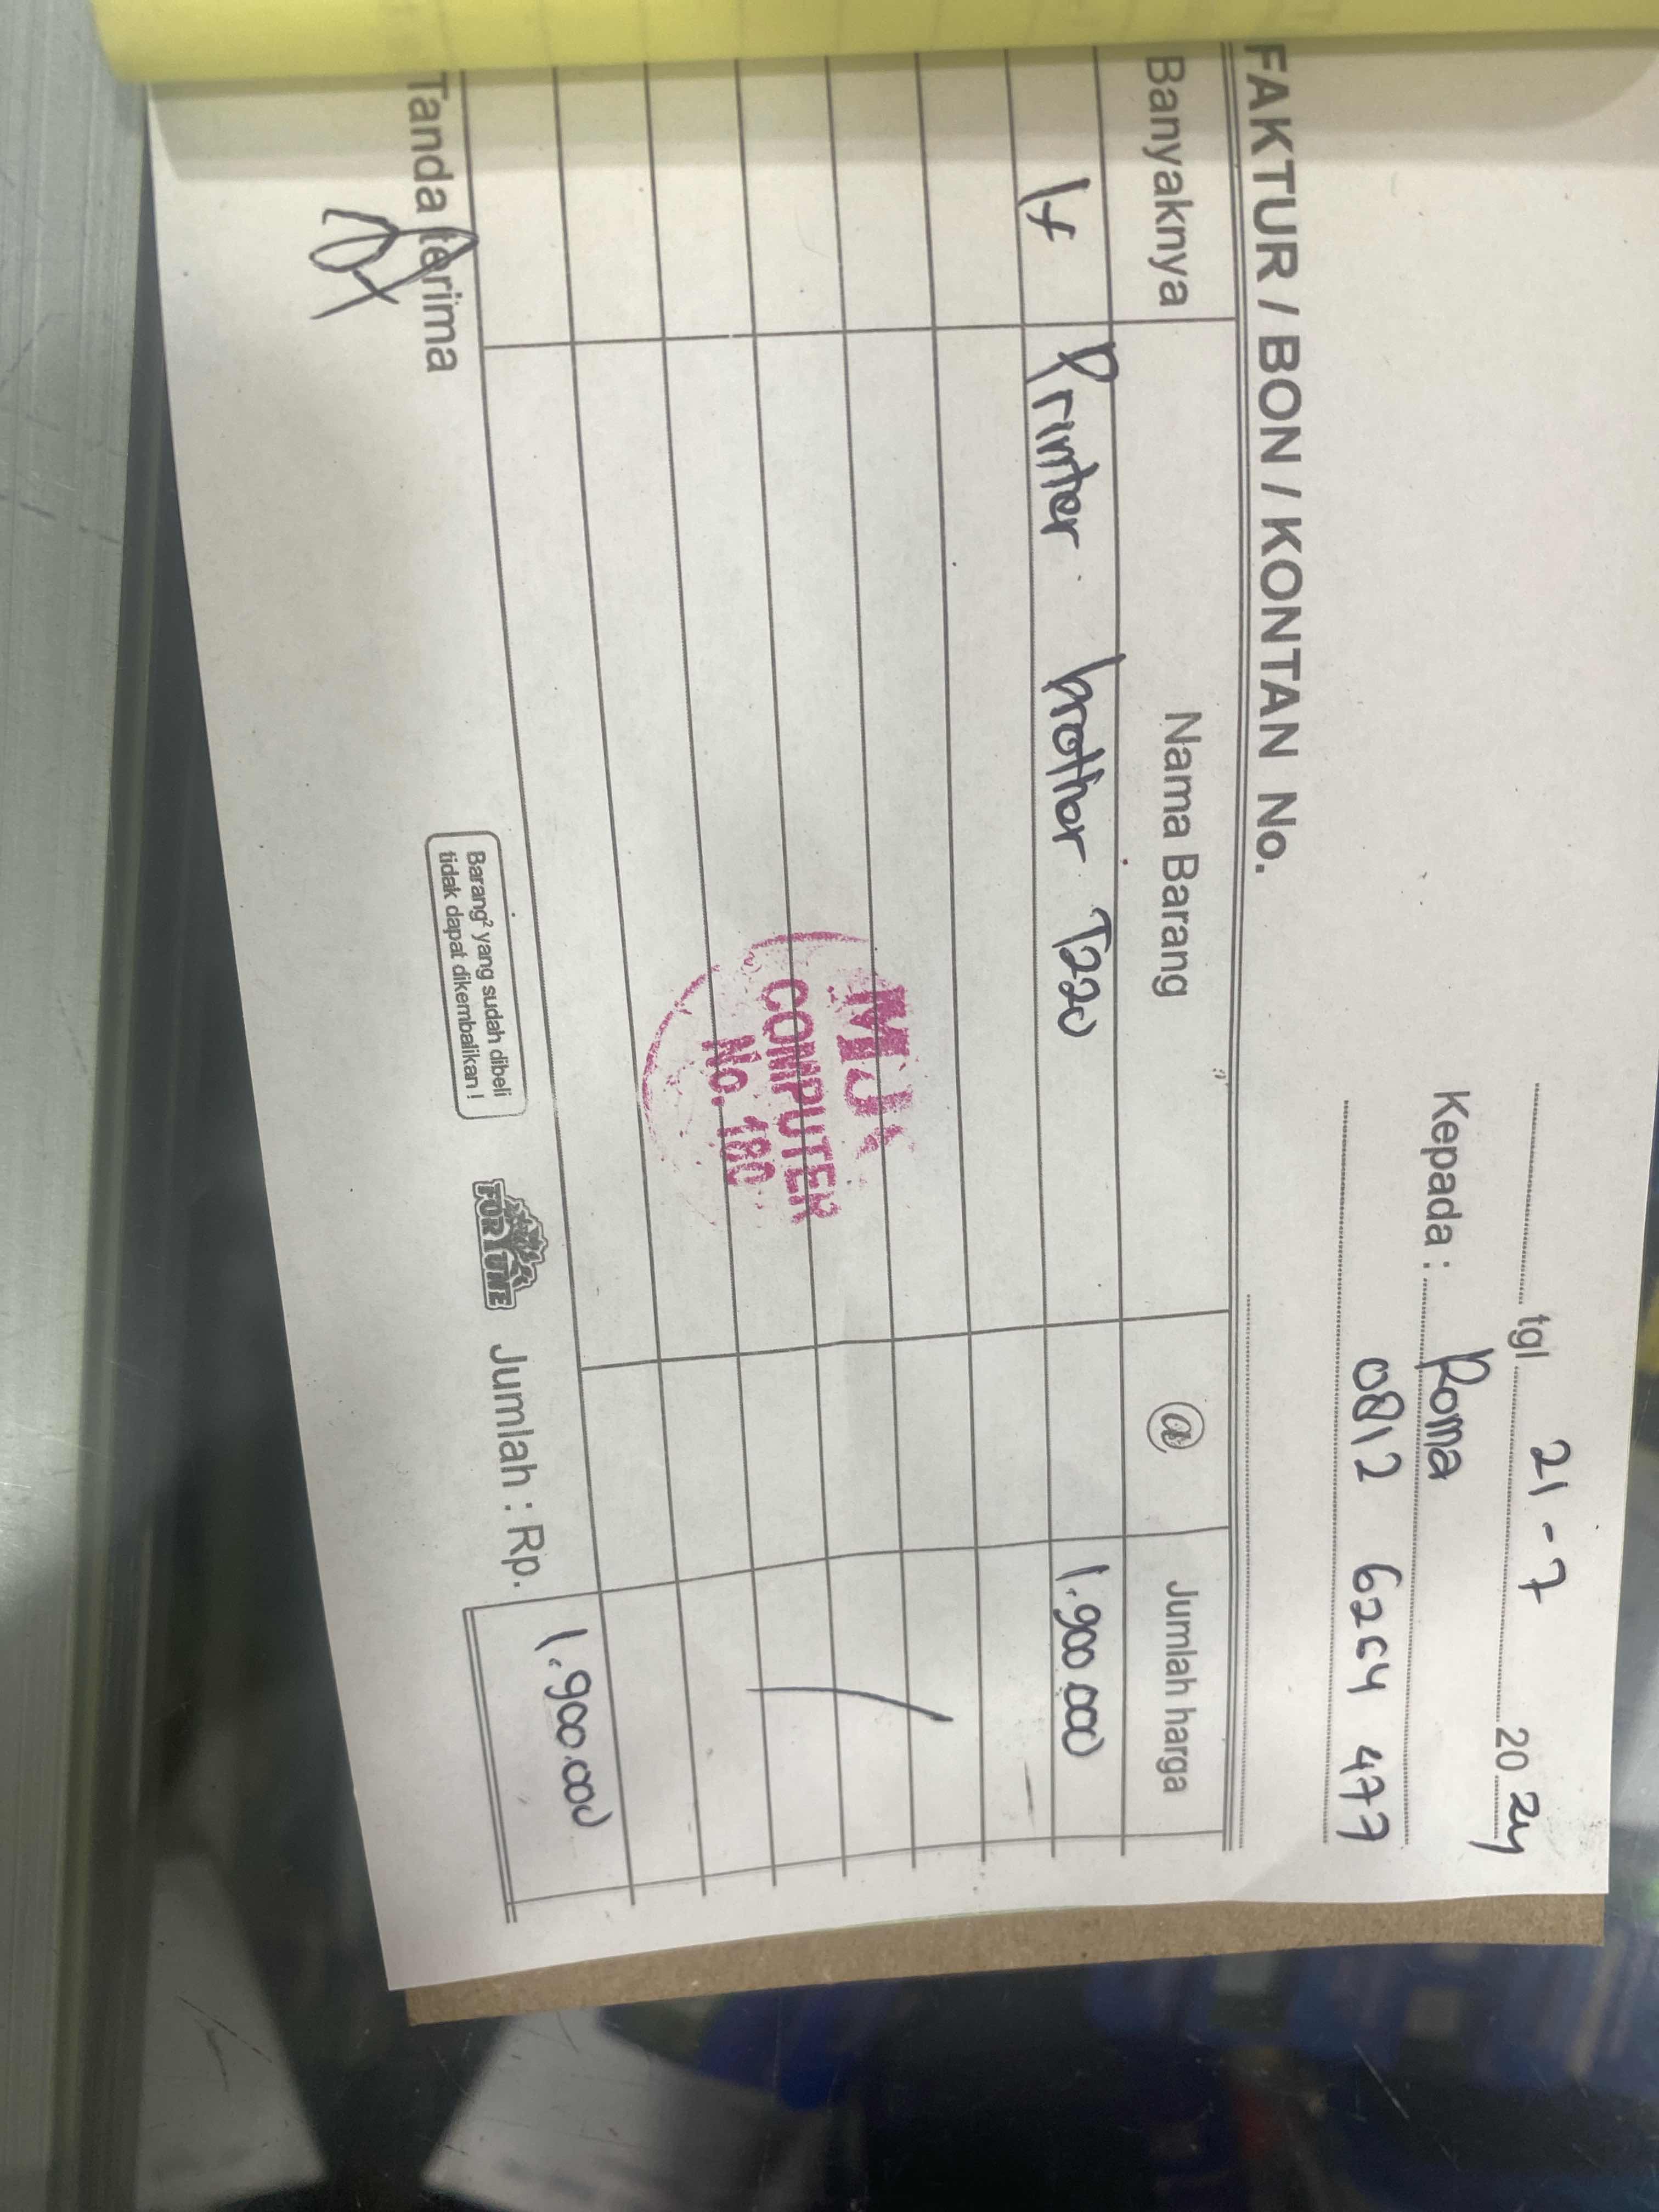 tgl 21 - 7 20 24
Kepada : Roma
0812 6264 477
FAKTUR / BON / KONTAN No.
Banyaknya Nama Barang @ Jumlah harga
1x Printer brother T220 1.900.000
COMPUTER
No. 180
1.900.000
Tanda terima
Barang² yang sudah dibeli
tidak dapat dikembalikan !
FORTUNE
Jumlah : Rp.